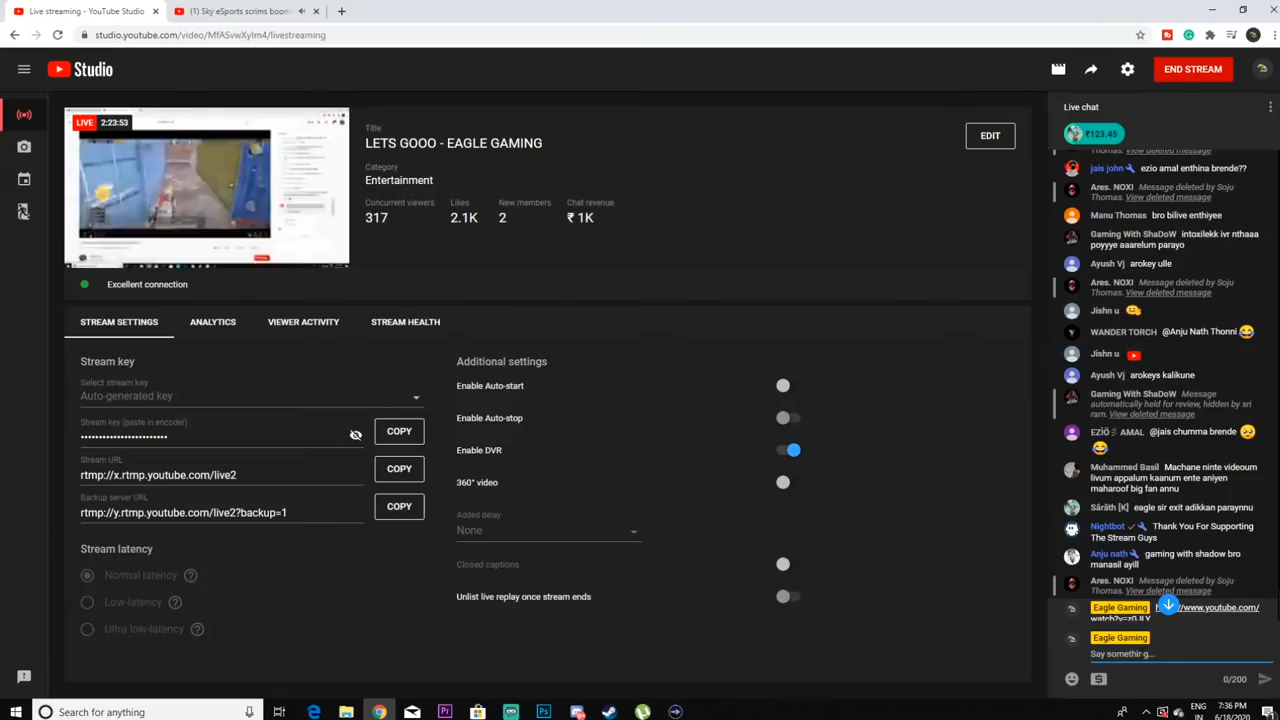 Live streaming - YouTube Studio
(1) Sky eSports scrims boom
studio.youtube.com/video/MfASvwXylm4/livestreaming
Studio
END STREAM
LIVE 2:23:53
Title
LETS GOOO - EAGLE GAMING
EDIT
Category
Entertainment
Concurrent viewers
Likes
New members
Chat revenue
317
2.1K
2
₹ 1K
Excellent connection
STREAM SETTINGS
ANALYTICS
VIEWER ACTIVITY
STREAM HEALTH
Stream key
Select stream key
Auto-generated key
Stream key (paste in encoder)
COPY
Stream URL
rtmp://x.rtmp.youtube.com/live2
COPY
Backup server URL
rtmp://y.rtmp.youtube.com/live2?backup=1
COPY
Stream latency
Normal latency
Low-latency
Ultra low-latency
Additional settings
Enable Auto-start
Enable Auto-stop
Enable DVR
360° video
Added delay
None
Closed captions
Unlist live replay once stream ends
Live chat
₹123.45
Thomas. View deleted message
jais john ezio amal enthina brende??
Ares. NOXI Message deleted by Soju
Thomas. View deleted message
Manu Thomas bro bilive enthiyee
Gaming With ShaDoW intoxilekk ivr nthaaa
poyyye aaarelum parayo
Ayush Vj arokey ulle
Ares. NOXI Message deleted by Soju
Thomas. View deleted message
Jishn u
WANDER TORCH @Anju Nath Thonni
Jishn u
Ayush Vj arokeys kalikune
Gaming With ShaDoW Message
automatically held for review, hidden by sri
ram. View deleted message
EZÌÕ彡 AMAL @jais chumma brende
Muhammed Basil Machane ninte videoum
livum appalum kaanum ente aniyen
maharoof big fan annu
Sârâth [K] eagle sir exit adikkan paraynnu
Nightbot Thank You For Supporting
The Stream Guys
Anju nath gaming with shadow bro
manasil ayill
Ares. NOXI Message deleted by Soju
Thomas. View deleted message
Eagle Gaming //www.youtube.com/
Eagle Gaming
Say something...
0/200
Search for anything
7:36 PM
IN 6/18/2020